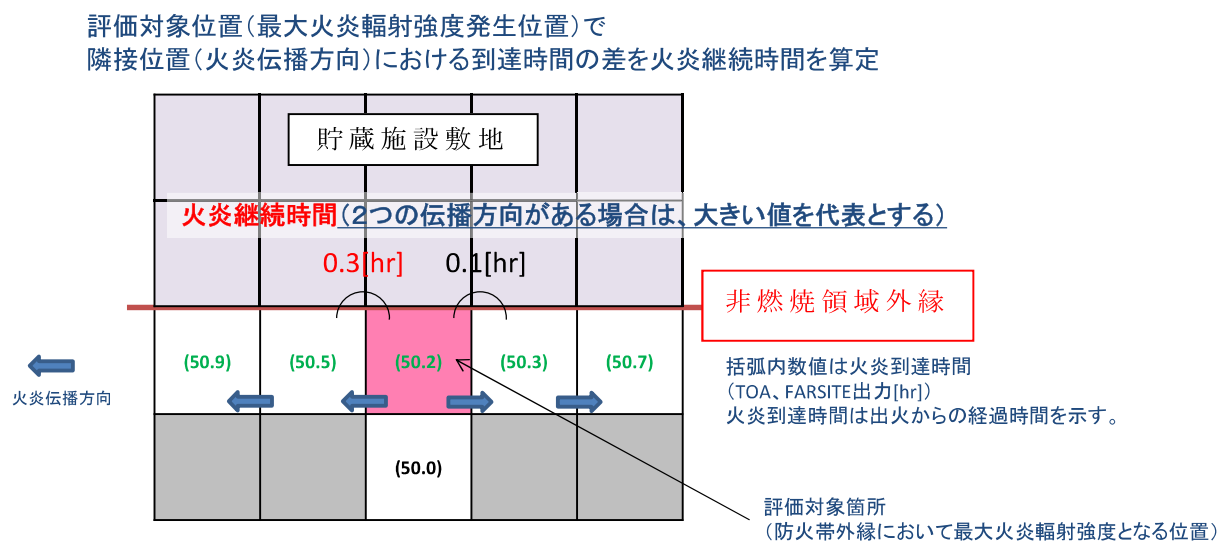 評価対象位置(最大火炎輻射強度発生位置)で
隣接位置(火炎伝播方向)における到達時間の差を火炎継続時間を算定
貯蔵施設敷地
火炎継続時間(2つの伝播方向がある場合は、大きい値を代表とする)
0.3[hr] 0.1[hr]
非燃焼領域外縁
(50.9) (50.5) (50.2) (50.3) (50.7)
火炎伝播方向
括弧内数値は火炎到達時間
(TOA、FARSITE出力[hr])
火炎到達時間は出火からの経過時間を示す。
(50.0)
評価対象箇所
(防火帯外縁において最大火炎輻射強度となる位置)